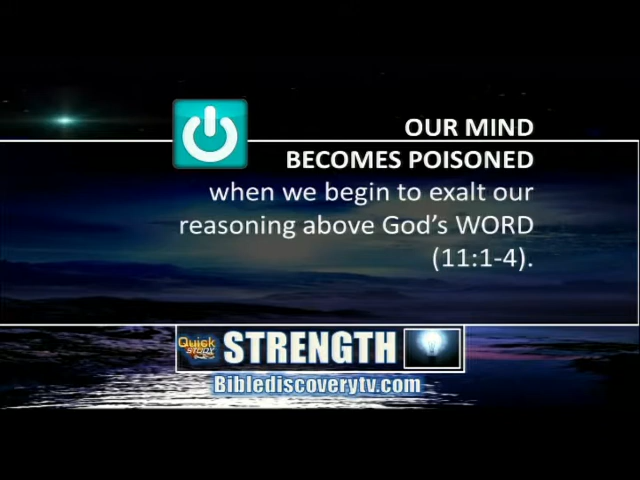 OUR MIND
BECOMES POISONED
when we begin to exalt our
reasoning above God's WORD
(11:1-4).
Quick
STUDY
STRENGTH
Biblediscoverytv.com